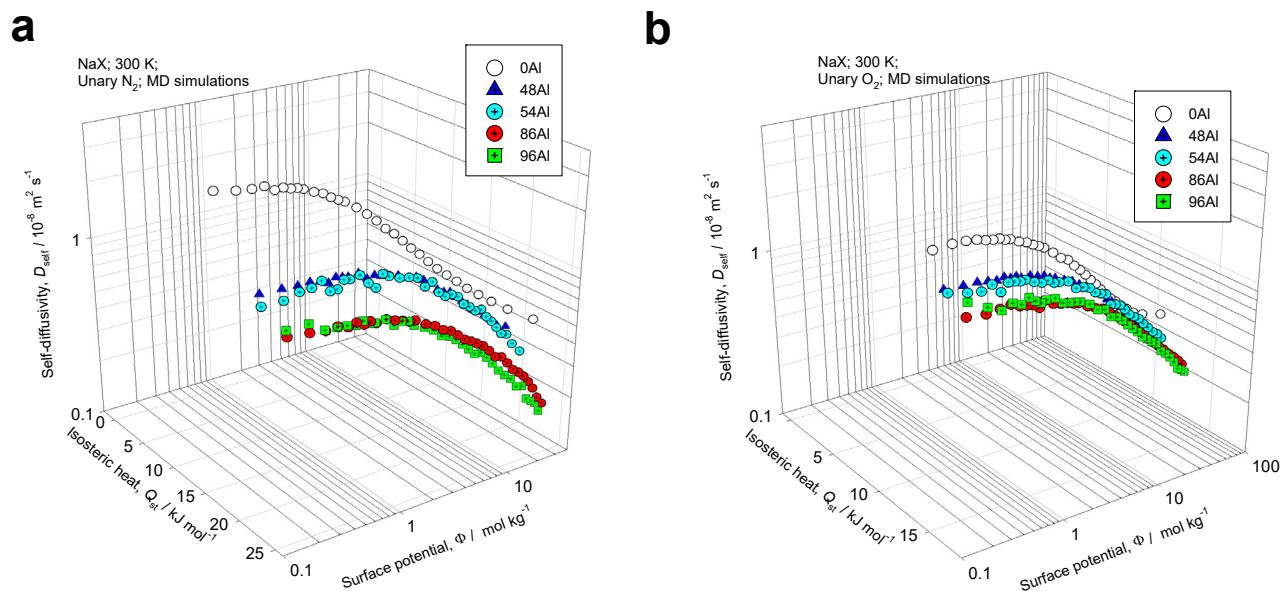 a
NaX; 300 K;
Unary N2; MD simulations
0Al
48Al
54Al
86Al
96Al
Self-diffusivity, Dself / 10-8 m2 s-1
1
0.1
0
5
10
15
20
25
Isosteric heat, Qst / kJ mol-1
0.1
1
10
Surface potential, Φ / mol kg-1
b
NaX; 300 K;
Unary O2; MD simulations
0Al
48Al
54Al
86Al
96Al
Self-diffusivity, Dself / 10-8 m2 s-1
1
0.1
5
10
15
Isosteric heat, Qst / kJ mol-1
0.1
1
10
100
Surface potential, Φ / mol kg-1